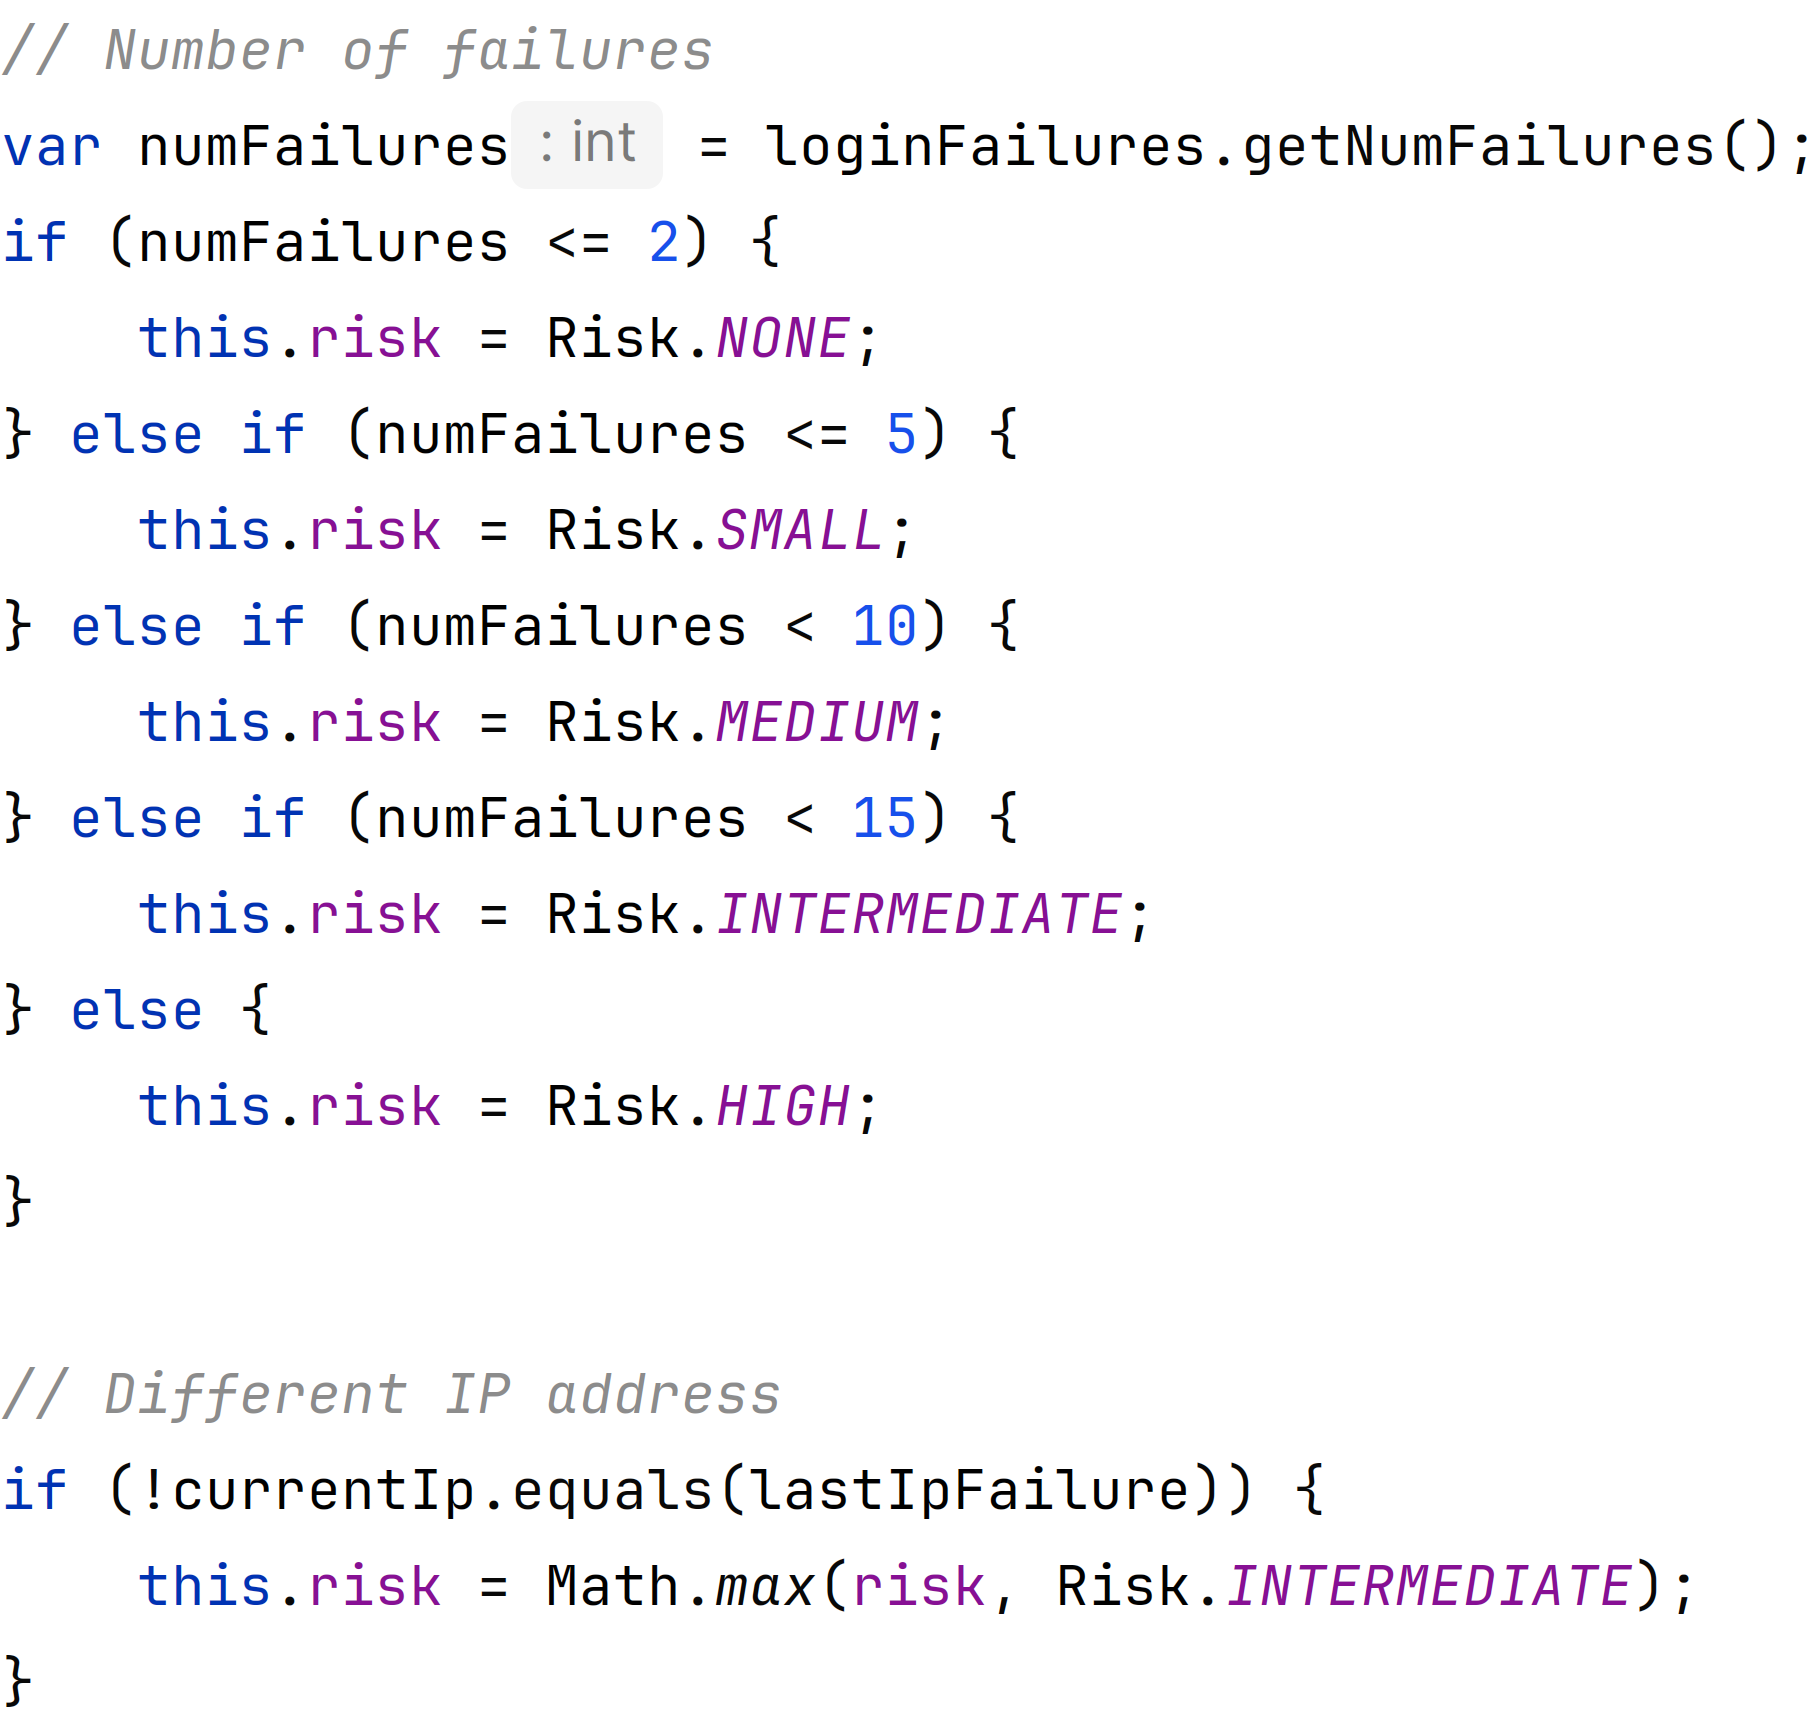 // Number of failures
var numFailures : int = loginFailures.getNumFailures();
if (numFailures <= 2) {
    this.risk = Risk.NONE;
} else if (numFailures <= 5) {
    this.risk = Risk.SMALL;
} else if (numFailures < 10) {
    this.risk = Risk.MEDIUM;
} else if (numFailures < 15) {
    this.risk = Risk.INTERMEDIATE;
} else {
    this.risk = Risk.HIGH;
}

// Different IP address
if (!currentIp.equals(lastIpFailure)) {
    this.risk = Math.max(risk, Risk.INTERMEDIATE);
}